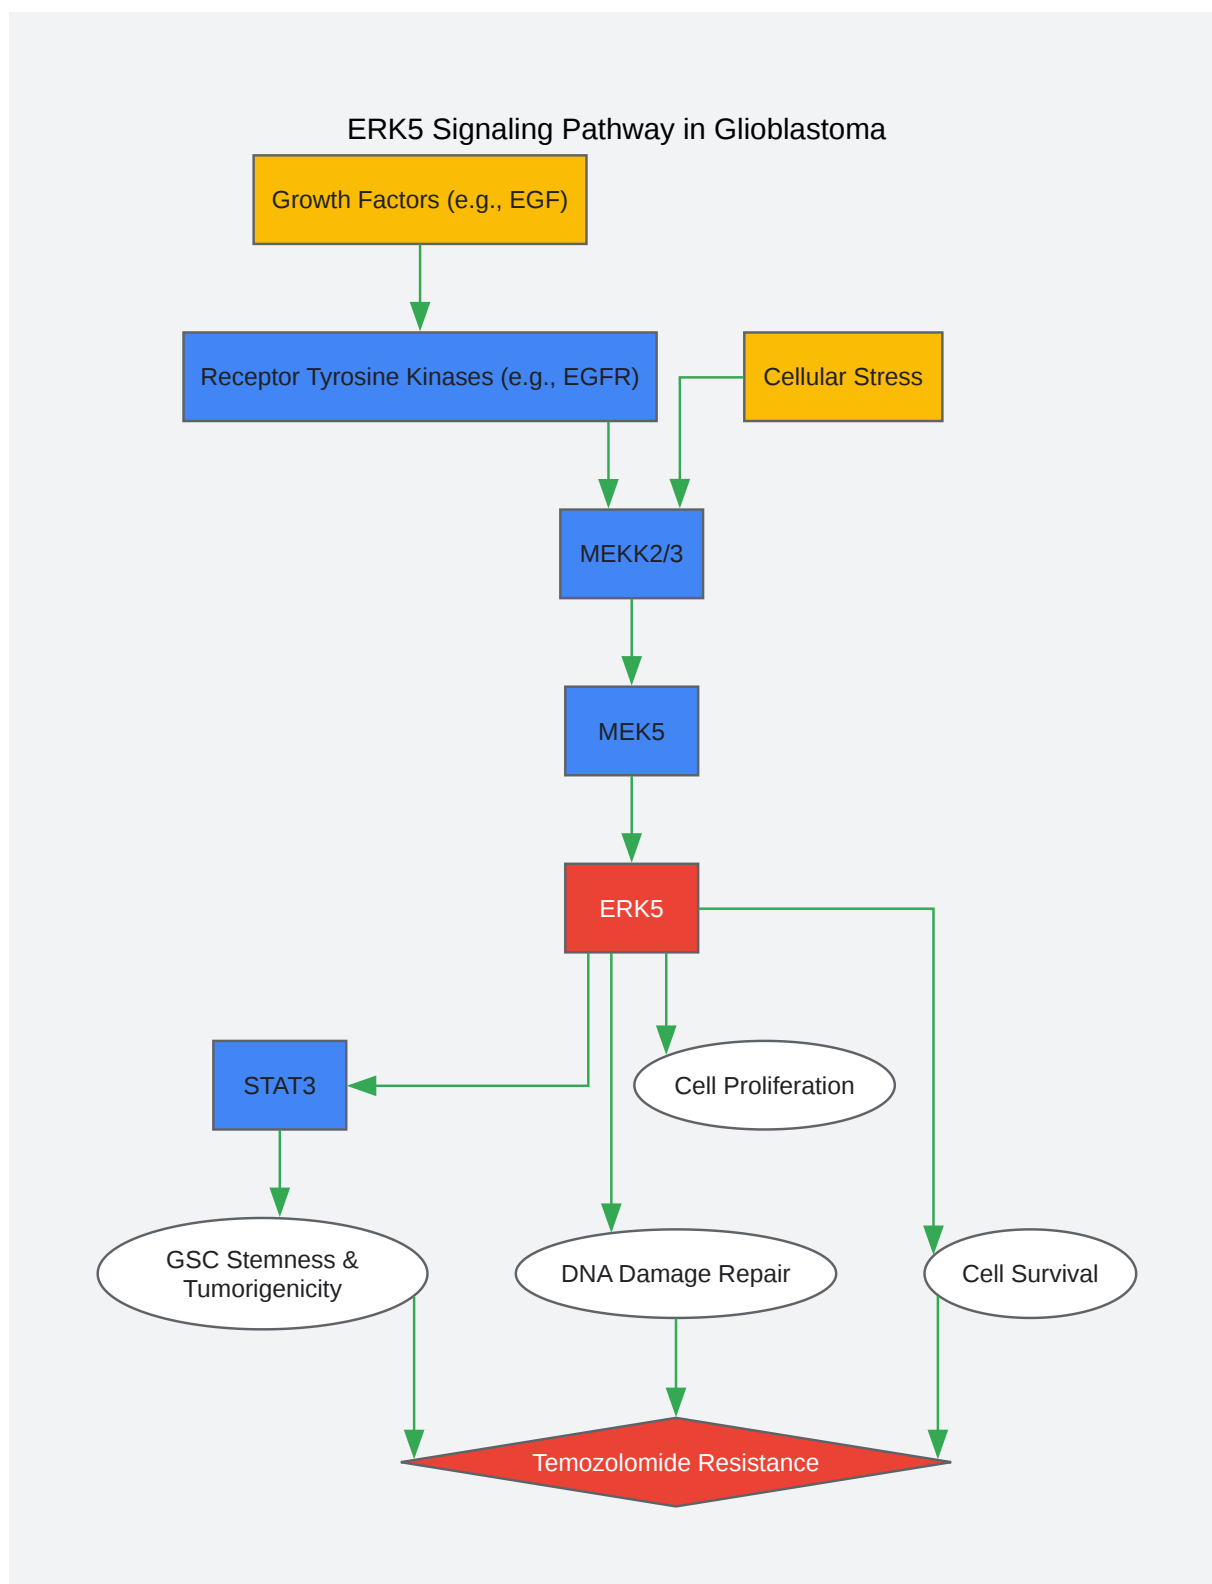 ERK5 Signaling Pathway in Glioblastoma
Growth Factors (e.g., EGF)
Receptor Tyrosine Kinases (e.g., EGFR)
Cellular Stress
MEKK2/3
MEK5
ERK5
STAT3
Cell Proliferation
GSC Stemness &
Tumorigenicity
DNA Damage Repair
Cell Survival
Temozolomide Resistance